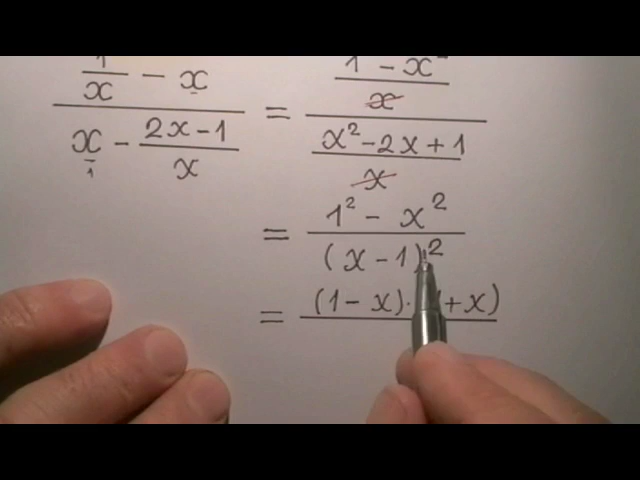 1/x - x / x - (2x-1)/x = 1 - x² / x / x² - 2x + 1 / x
1
= 1² - x² / (x - 1)²
= (1 - x) · +x)